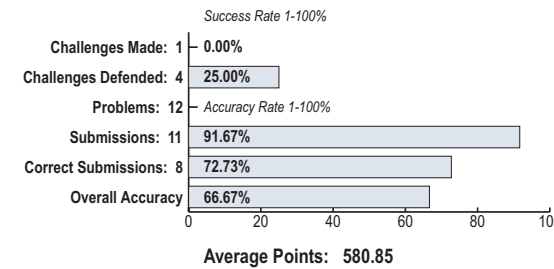 Success Rate 1-100%
Challenges Made: 1 0.00%
Challenges Defended: 4 25.00%
Problems: 12 Accuracy Rate 1-100%
Submissions: 11 91.67%
Correct Submissions: 8 72.73%
Overall Accuracy 66.67%
0 20 40 60 80 10
Average Points: 580.85